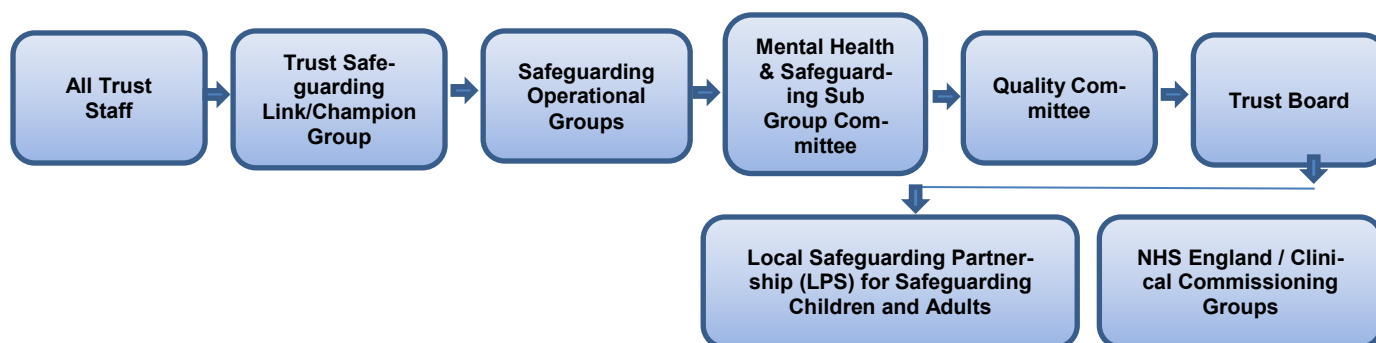 All Trust
Staff
Trust Safe-
guarding
Link/Champion
Group
Safeguarding
Operational
Groups
Mental Health
& Safeguard-
ing Sub
Group Com-
mittee
Quality Com-
mittee
Trust Board
Local Safeguarding Partner-
ship (LPS) for Safeguarding
Children and Adults
NHS England / Clini-
cal Commissioning
Groups